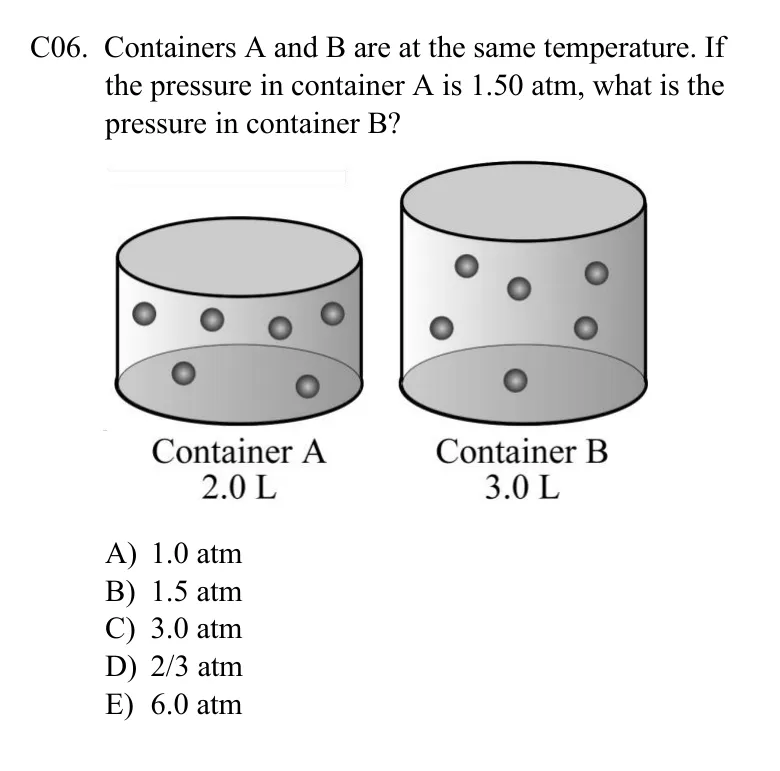 C06. Containers A and B are at the same temperature. If
the pressure in container A is 1.50 atm, what is the
pressure in container B?
Container A
2.0 L
Container B
3.0 L
A) 1.0 atm
B) 1.5 atm
C) 3.0 atm
D) 2/3 atm
E) 6.0 atm